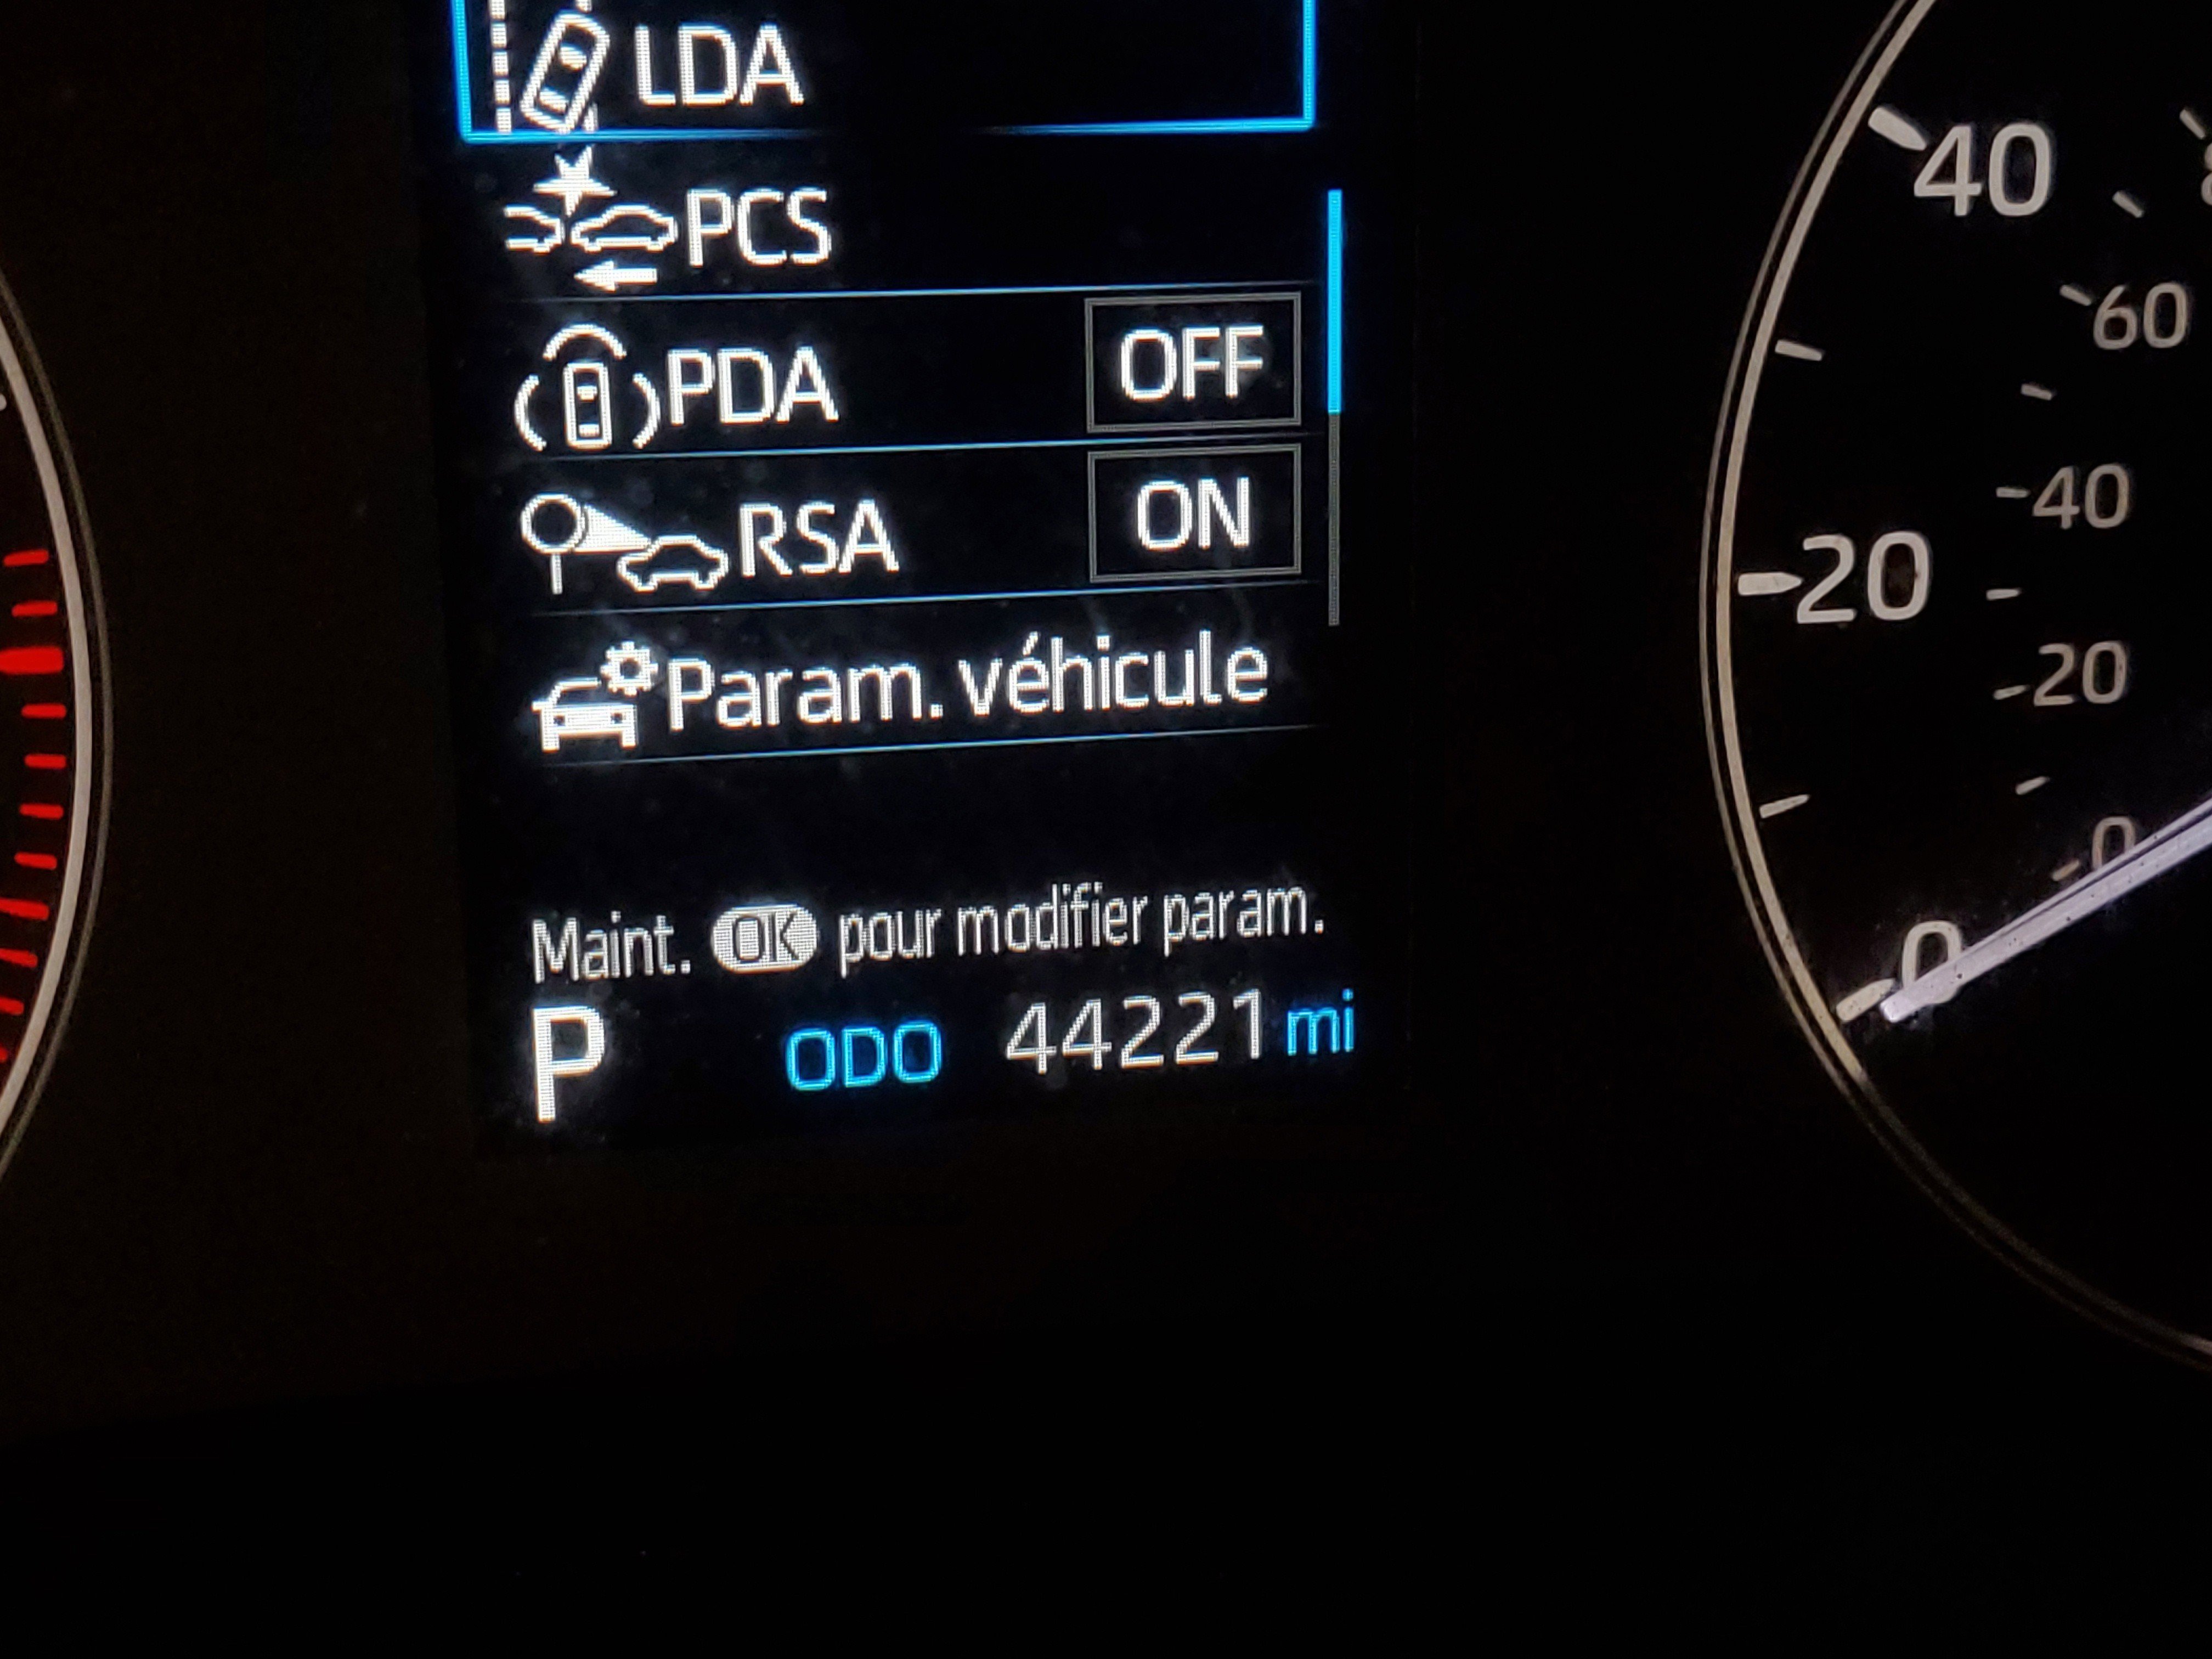 LDA
PCS
PDA OFF
RSA ON
Param. véhicule
Maint. OK pour modifier param.
P ODO 44221 mi
40
60
40
20
20
0
0